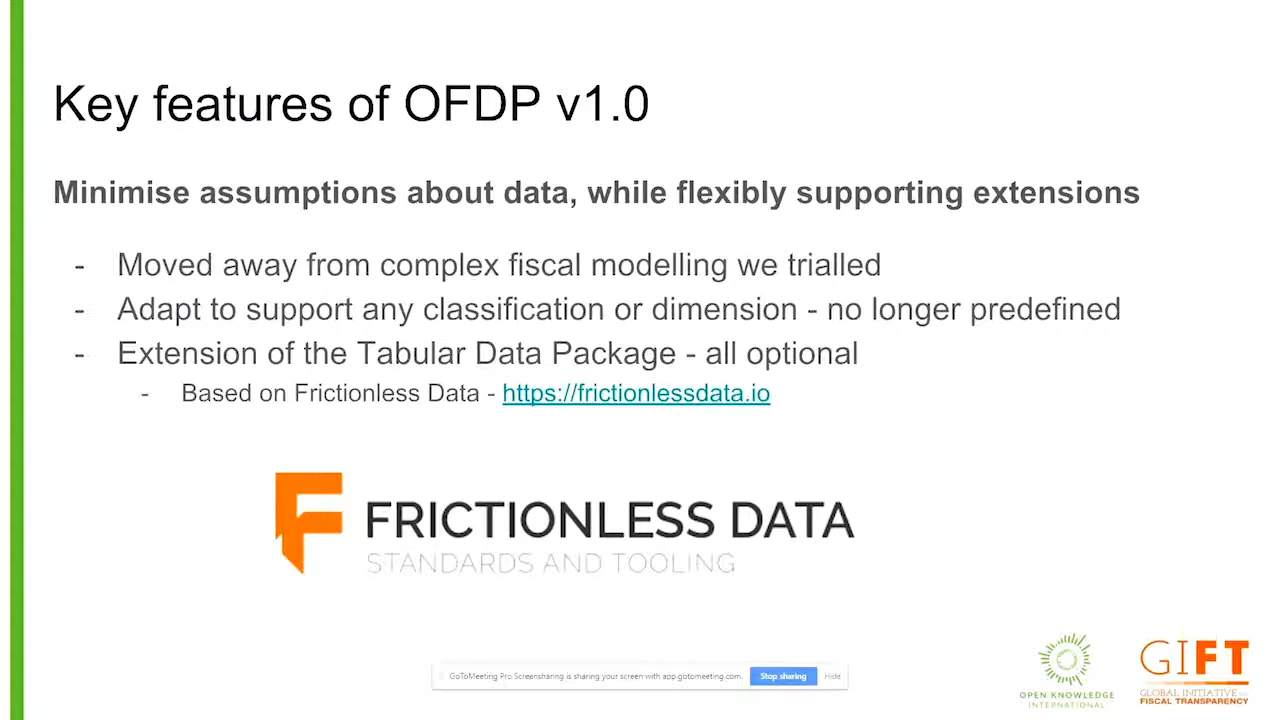 Key features of OFDP v1.0
Minimise assumptions about data, while flexibly supporting extensions
- Moved away from complex fiscal modelling we trialled
- Adapt to support any classification or dimension - no longer predefined
- Extension of the Tabular Data Package - all optional
- Based on Frictionless Data - https://frictionlessdata.io
FRICTIONLESS DATA
STANDARDS AND TOOLING
GoToMeeting Pro Screensharing is sharing your screen with app.gotomeeting.com. Stop sharing Hide
OPEN KNOWLEDGE
INTERNATIONAL
GIFT
GLOBAL INITIATIVE
FISCAL TRANSPARENCY